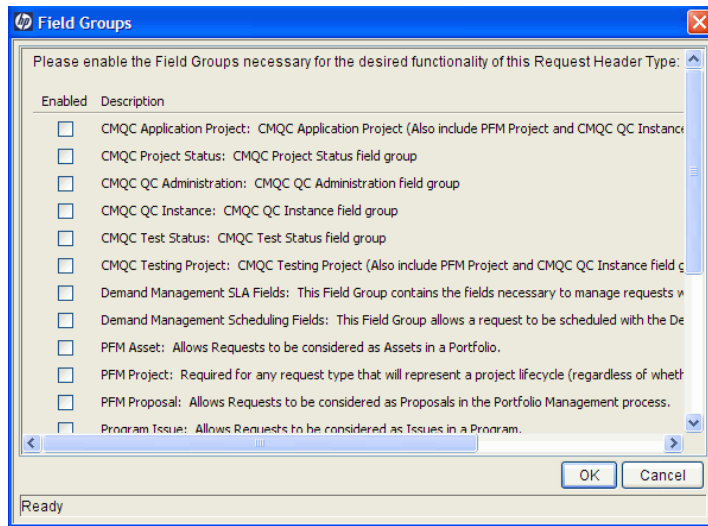 hp Field Groups
Please enable the Field Groups necessary for the desired functionality of this Request Header Type:
Enabled Description
CMQC Application Project: CMQC Application Project (Also include PFM Project and CMQC QC Instance
CMQC Project Status: CMQC Project Status field group
CMQC QC Administration: CMQC QC Administration field group
CMQC QC Instance: CMQC QC Instance field group
CMQC Test Status: CMQC Test Status field group
CMQC Testing Project: CMQC Testing Project (Also include PFM Project and CMQC QC Instance field g
Demand Management SLA Fields: This Field Group contains the fields necessary to manage requests w
Demand Management Scheduling Fields: This Field Group allows a request to be scheduled with the De
PFM Asset: Allows Requests to be considered as Assets in a Portfolio.
PFM Project: Required for any request type that will represent a project lifecycle (regardless of wheth
PFM Proposal: Allows Requests to be considered as Proposals in the Portfolio Management process.
Program Issue: Allows Requests to be considered as Issues in a Program.
OK Cancel
Ready